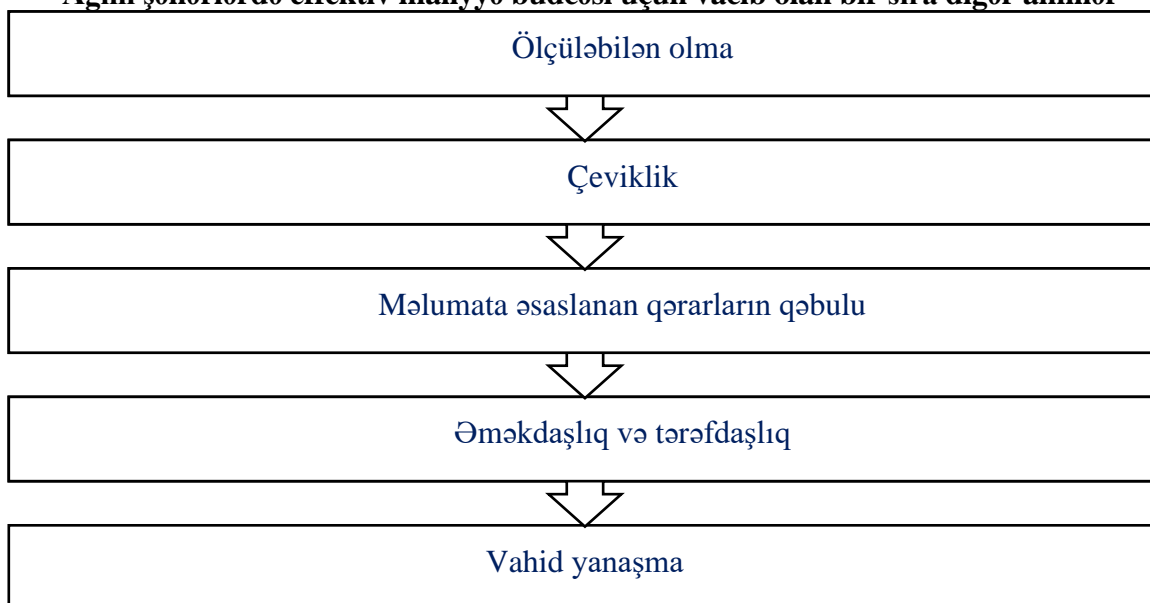 Ağıllı şəhərlərdə effektiv maliyyə büdcəsi üçün vacib olan bir sıra digər amillər
Ölçüləbilən olma
Çeviklik
Məlumata əsaslanan qərarların qəbulu
Əməkdaşlıq və tərəfdaşlıq
Vahid yanaşma